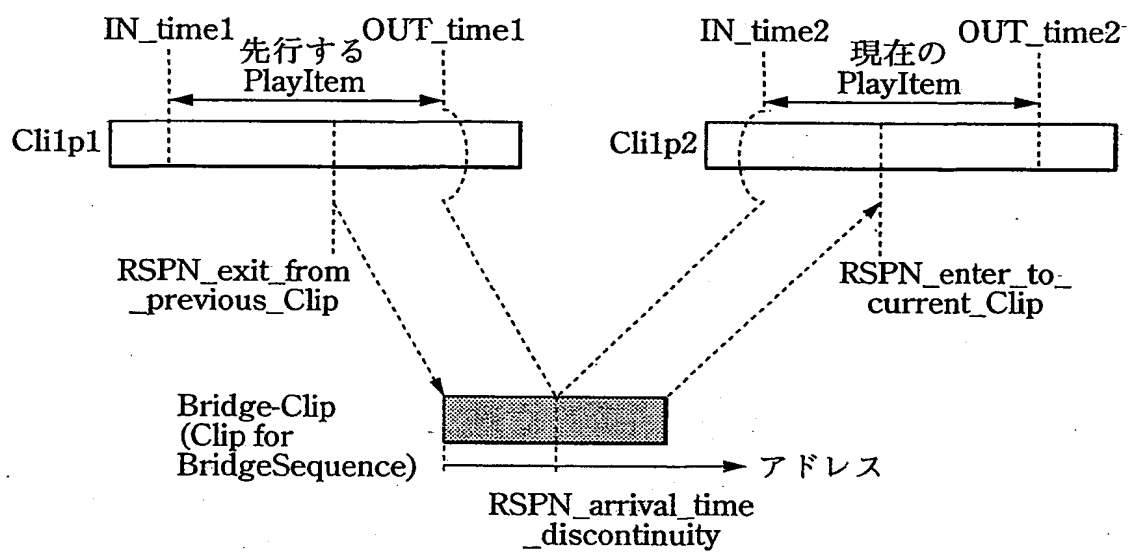 IN_time1
OUT_time1
先行する
PlayItem
IN_time2
OUT_time2
現在の
PlayItem
Cli1p1
Cli1p2
RSPN_exit_from
_previous_Clip
RSPN_enter_to_
current_Clip
Bridge-Clip
(Clip for
BridgeSequence)
アドレス
RSPN_arrival_time
_discontinuity